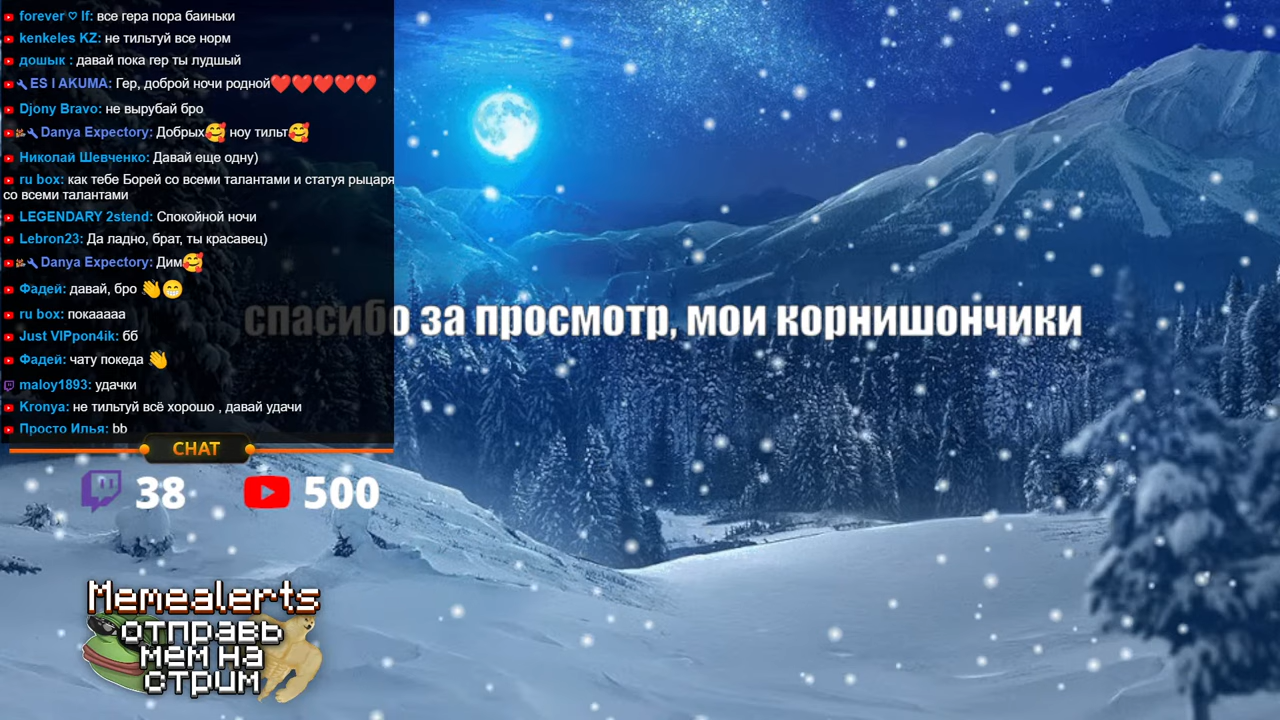 forever ♡ lf: все гера пора баиньки
kenkeles KZ: не тильтуй все норм
дошык : давай пока гер ты лудшый
ES l AKUMA: Гер, доброй ночи родной❤️❤️❤️❤️❤️
Djony Bravo: не вырубай бро
Danya Expectory: Добрых🥰 ноу тильт🥰
Николай Шевченко: Давай еще одну)
ru box: как тебе Борей со всеми талантами и статуя рыцаря
со всеми талантами
LEGENDARY 2stend: Спокойной ночи
Lebron23: Да ладно, брат, ты красавец)
Danya Expectory: Дим🥰
Фадей: давай, бро 👋😁
ru box: покааааа
Just VIPpon4ik: бб
Фадей: чату покеда 👋
maloy1893: удачки
Kronya: не тильтуй всё хорошо , давай удачи
Просто Илья: bb
CHAT
38 500
спасибо за просмотр, мои корнишончики
Memealerts
отправь
мем на
стрим